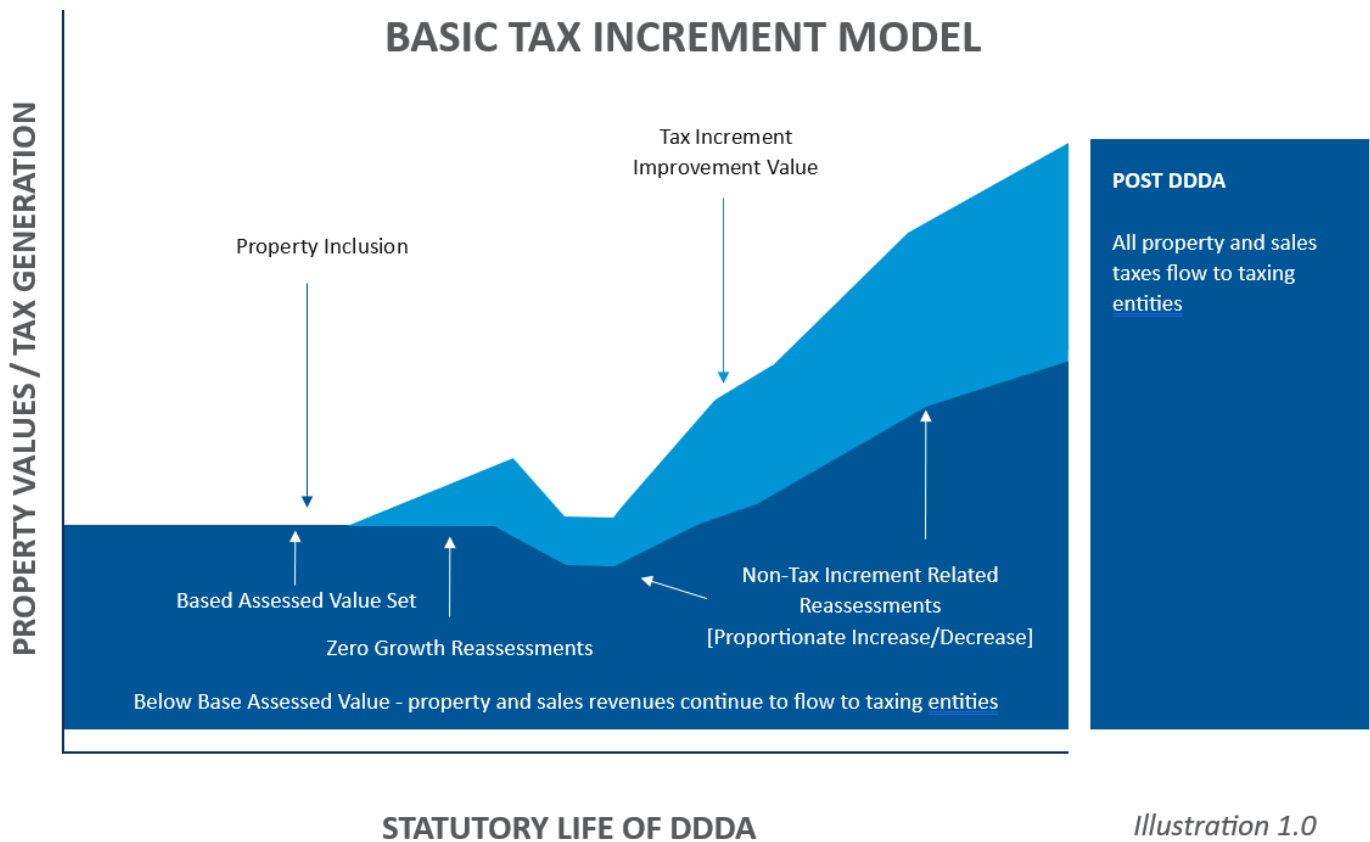 BASIC TAX INCREMENT MODEL
PROPERTY VALUES / TAX GENERATION
Tax Increment
Improvement Value
Property Inclusion
POST DDDA
All property and sales
taxes flow to taxing
entities
Based Assessed Value Set
Zero Growth Reassessments
Non-Tax Increment Related
Reassessments
[Proportionate Increase/Decrease]
Below Base Assessed Value - property and sales revenues continue to flow to taxing entities
STATUTORY LIFE OF DDDA
Illustration 1.0